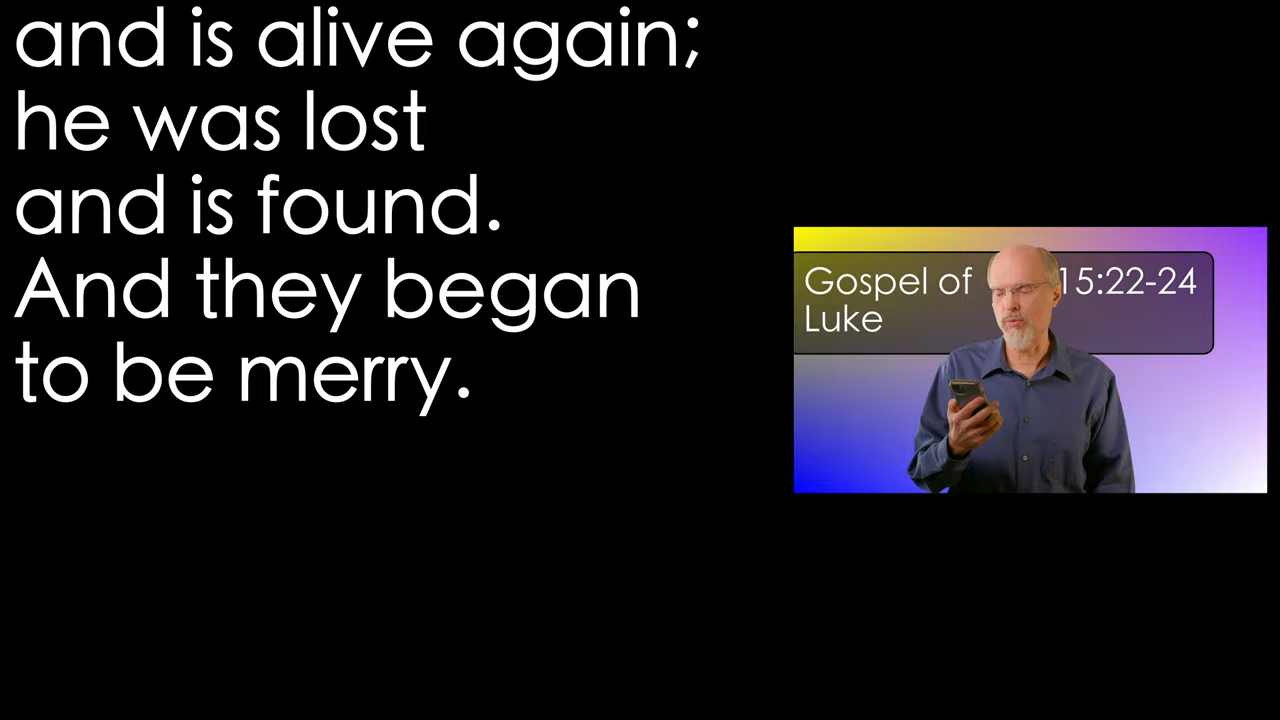 and is alive again;
he was lost
and is found.
And they began
to be merry.
Gospel of 15:22-24
Luke